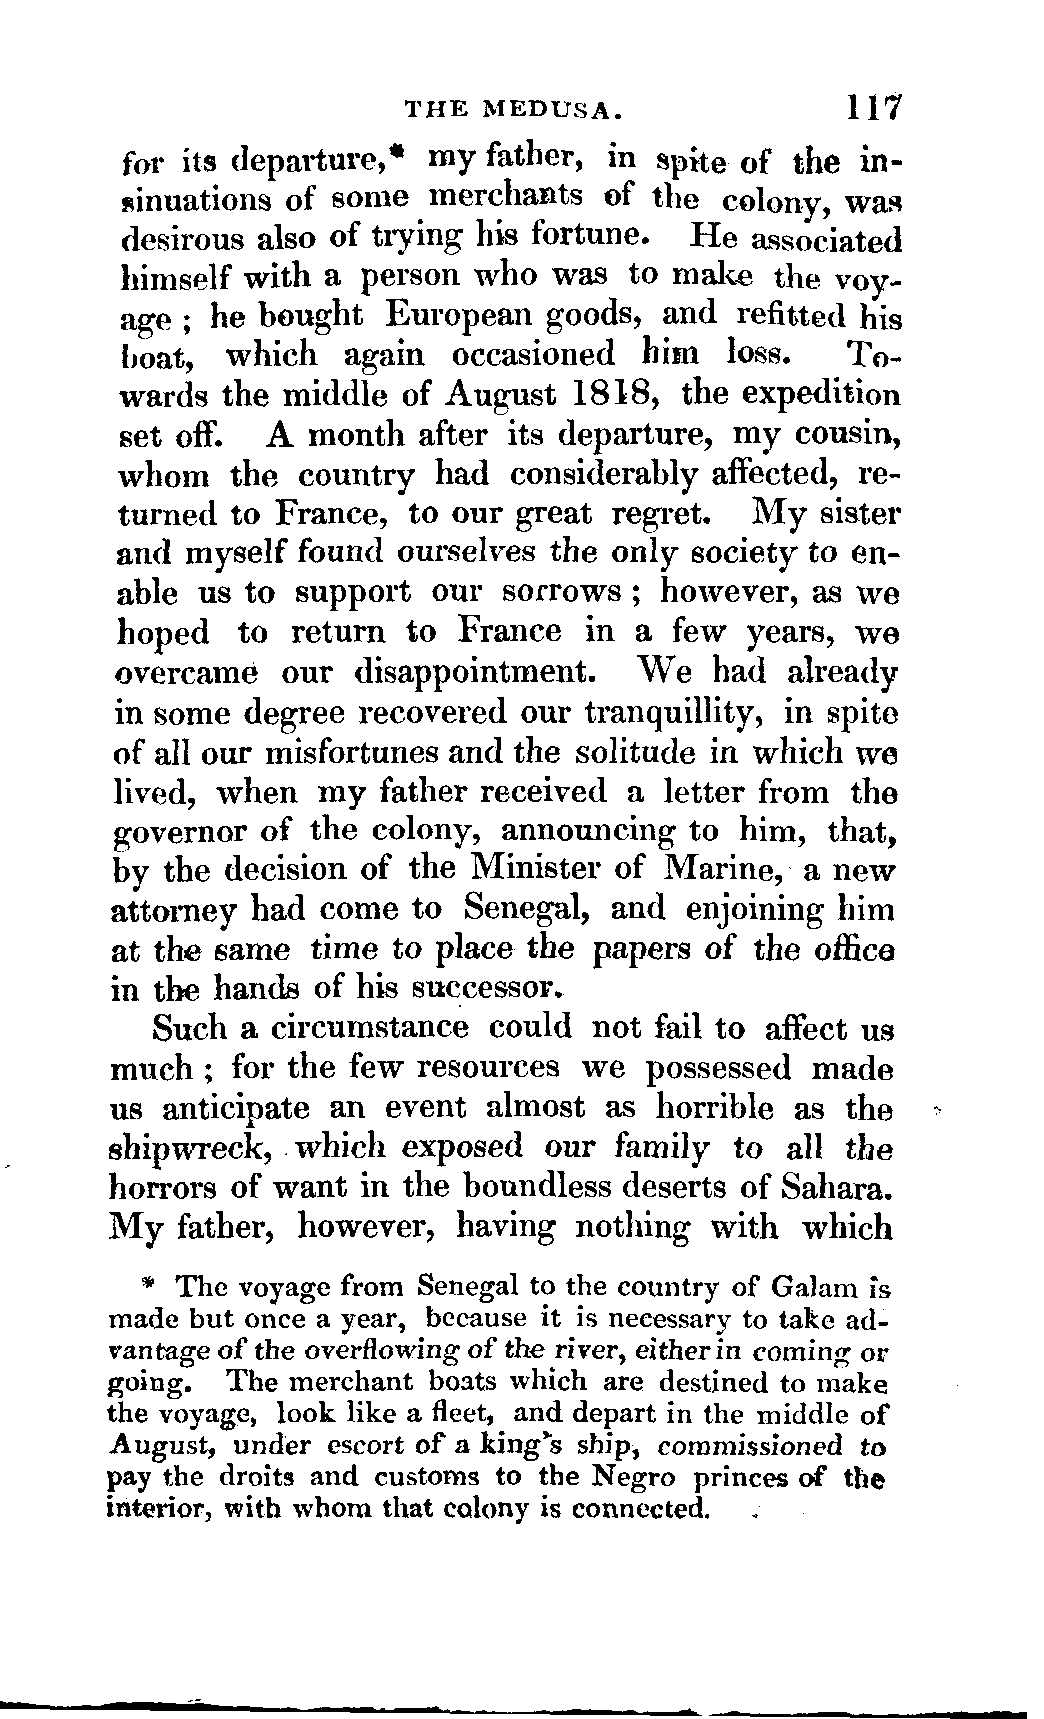 THE MEDUSA. 117
for its departure,* my father, in spite of the in-
sinuations of some merchants of the colony, was
desirous also of trying his fortune. He associated
himself with a person who was to make the voy-
age ; he bought European goods, and refitted his
boat, which again occasioned him loss. To-
wards the middle of August 1818, the expedition
set off. A month after its departure, my cousin,
whom the country had considerably affected, re-
turned to France, to our great regret. My sister
and myself found ourselves the only society to en-
able us to support our sorrows ; however, as we
hoped to return to France in a few years, we
overcame our disappointment. We had already
in some degree recovered our tranquillity, in spite
of all our misfortunes and the solitude in which we
lived, when my father received a letter from the
governor of the colony, announcing to him, that,
by the decision of the Minister of Marine, a new
attorney had come to Senegal, and enjoining him
at the same time to place the papers of the office
in the hands of his successor.
Such a circumstance could not fail to affect us
much ; for the few resources we possessed made
us anticipate an event almost as horrible as the
shipwreck, which exposed our family to all the
horrors of want in the boundless deserts of Sahara.
My father, however, having nothing with which
* The voyage from Senegal to the country of Galam is
made but once a year, because it is necessary to take ad-
vantage of the overflowing of the river, either in coming or
going. The merchant boats which are destined to make
the voyage, look like a fleet, and depart in the middle of
August, under escort of a king's ship, commissioned to
pay the droits and customs to the Negro princes of the
interior, with whom that colony is connected.